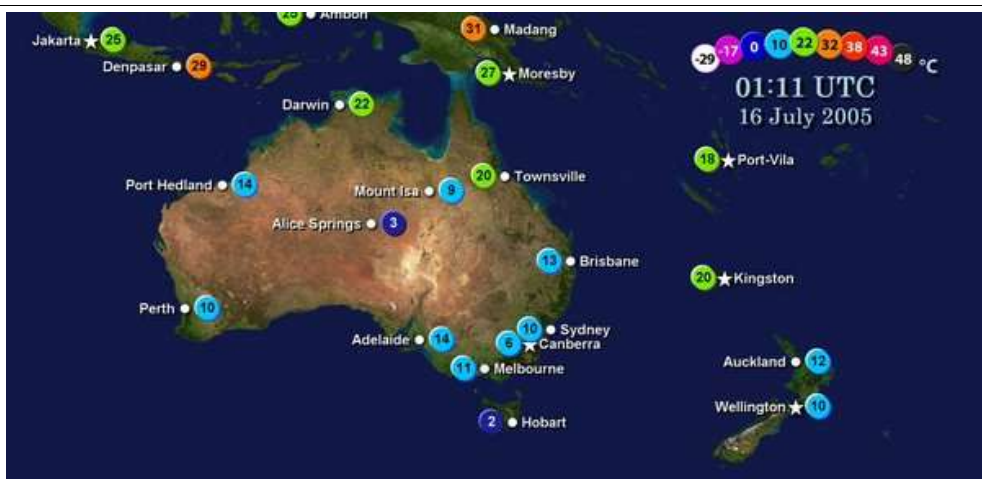 25 Ambon
Jakarta 25
31 Madang
-29 -17 0 10 22 32 38 43 48 °C
Denpasar 29
27 Moresby
01:11 UTC
16 July 2005
Darwin 22
18 Port-Vila
Port Hedland 14
Mount Isa 9
20 Townsville
Alice Springs 3
13 Brisbane
20 Kingston
Perth 10
Adelaide 14
10 Sydney
6 Canberra
11 Melbourne
Auckland 12
Wellington 10
2 Hobart